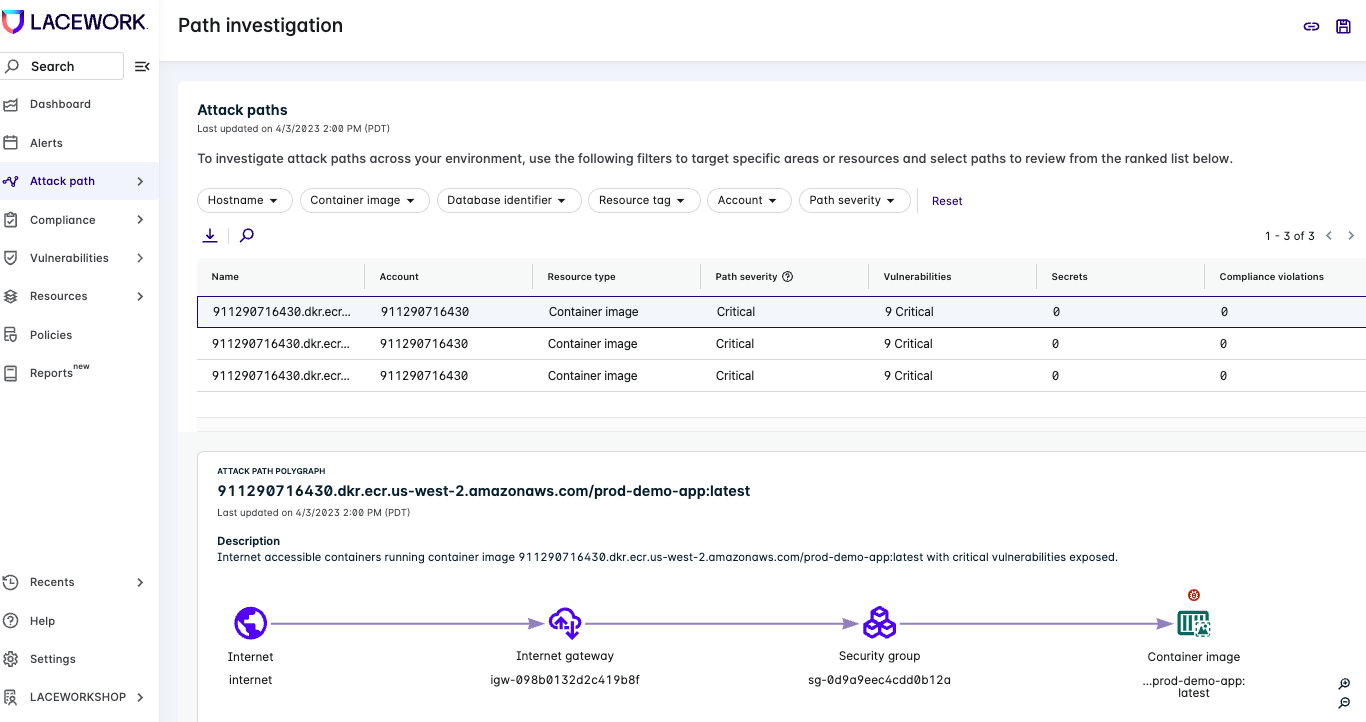 LACEWORK
Path investigation
Search
Dashboard
Alerts
Attack path
Compliance
Vulnerabilities
Resources
Policies
Reports new
Recents
Help
Settings
LACEWORKSHOP
Attack paths
Last updated on 4/3/2023 2:00 PM (PDT)
To investigate attack paths across your environment, use the following filters to target specific areas or resources and select paths to review from the ranked list below.
Hostname Container image Database identifier Resource tag Account Path severity Reset
1 - 3 of 3
Name Account Resource type Path severity Vulnerabilities Secrets Compliance violations
911290716430.dkr.ecr... 911290716430 Container image Critical 9 Critical 0 0
911290716430.dkr.ecr... 911290716430 Container image Critical 9 Critical 0 0
911290716430.dkr.ecr... 911290716430 Container image Critical 9 Critical 0 0
ATTACK PATH POLYGRAPH
911290716430.dkr.ecr.us-west-2.amazonaws.com/prod-demo-app:latest
Last updated on 4/3/2023 2:00 PM (PDT)
Description
Internet accessible containers running container image 911290716430.dkr.ecr.us-west-2.amazonaws.com/prod-demo-app:latest with critical vulnerabilities exposed.
Internet Internet gateway Security group Container image
internet igw-098b0132d2c419b8f sg-0d9a9eec4cdd0b12a ...prod-demo-app:
latest